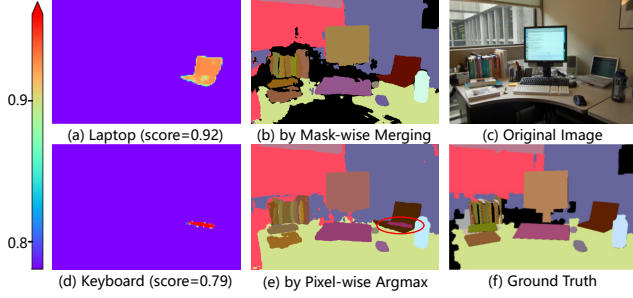 0.9
0.8
(a) Laptop (score=0.92)
(b) by Mask-wise Merging
(c) Original Image
(d) Keyboard (score=0.79)
(e) by Pixel-wise Argmax
(f) Ground Truth